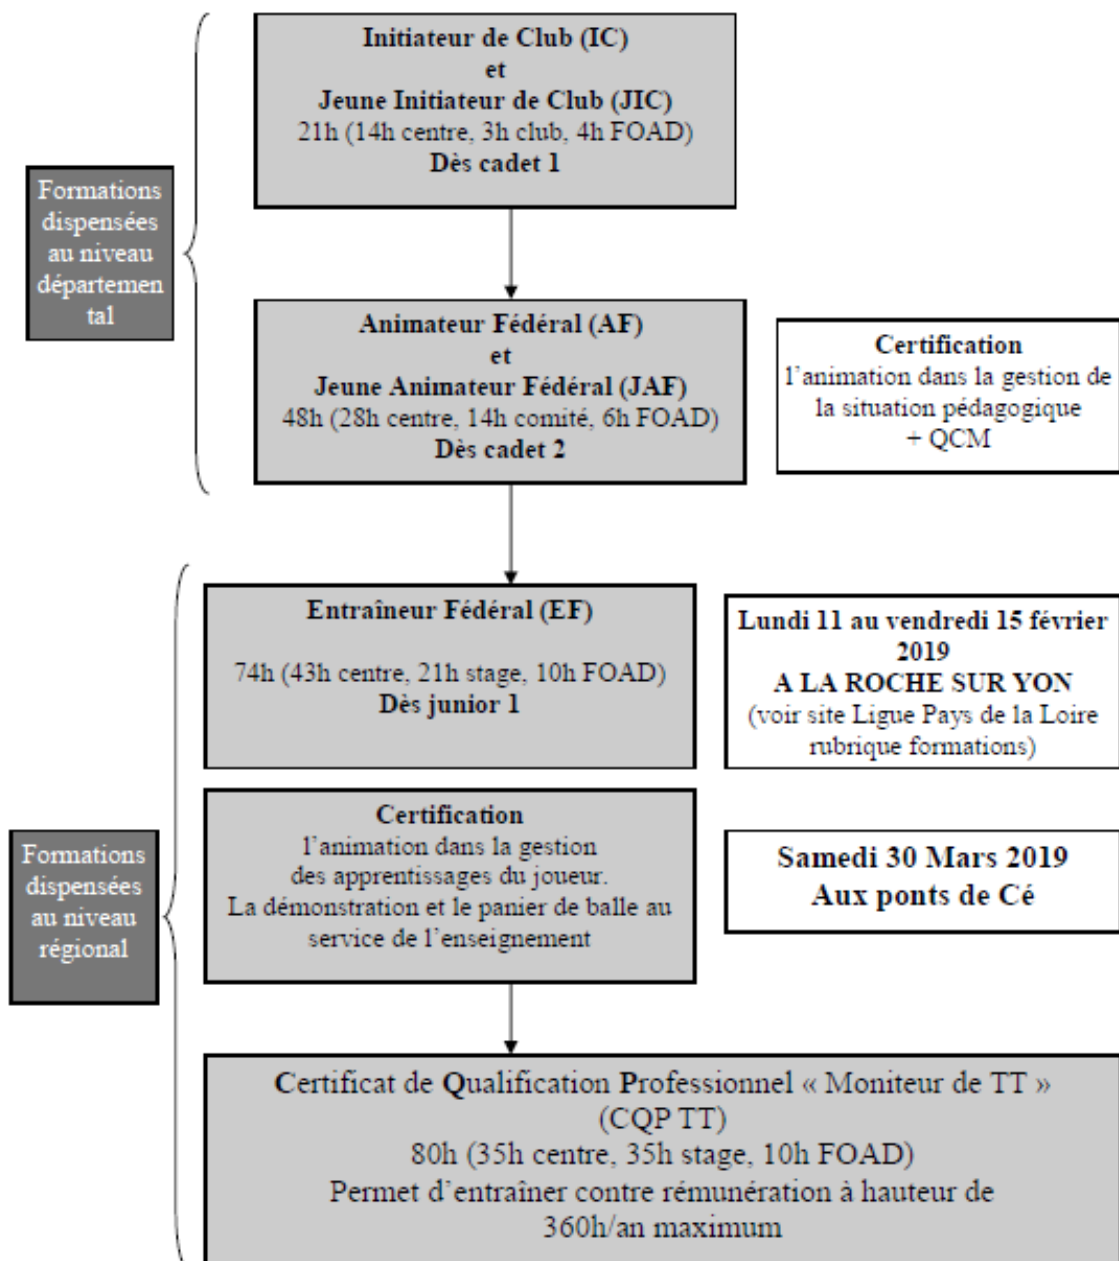 Initiateur de Club (IC)
et
Jeune Initiateur de Club (JIC)
21h (14h centre, 3h club, 4h FOAD)
Dès cadet 1
Formations
dispensées
au niveau
départemen
tal
Animateur Fédéral (AF)
et
Jeune Animateur Fédéral (JAF)
48h (28h centre, 14h comité, 6h FOAD)
Dès cadet 2
Certification
l'animation dans la gestion de
la situation pédagogique
+ QCM
Entraîneur Fédéral (EF)
74h (43h centre, 21h stage, 10h FOAD)
Dès junior 1
Lundi 11 au vendredi 15 février
2019
A LA ROCHE SUR YON
(voir site Ligue Pays de la Loire
rubrique formations)
Formations
dispensées
au niveau
régional
Certification
l'animation dans la gestion
des apprentissages du joueur.
La démonstration et le panier de balle au
service de l'enseignement
Samedi 30 Mars 2019
Aux ponts de Cé
Certificat de Qualification Professionnel « Moniteur de TT »
(CQP TT)
80h (35h centre, 35h stage, 10h FOAD)
Permet d'entraîner contre rémunération à hauteur de
360h/an maximum